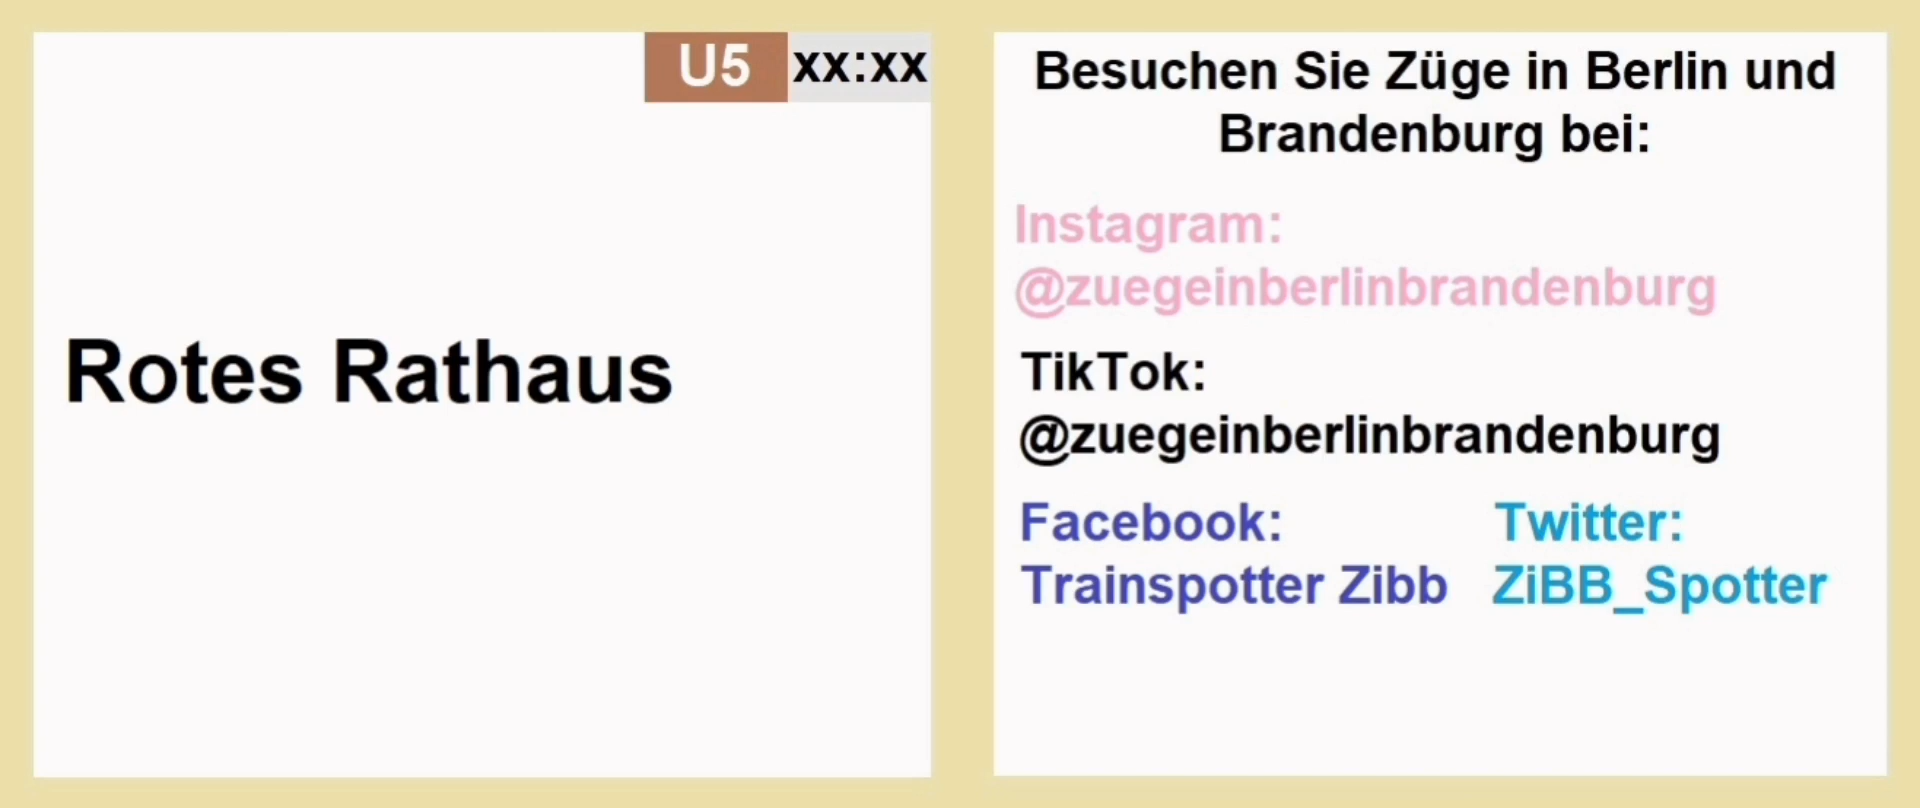 U5 xx:xx
Rotes Rathaus
Besuchen Sie Züge in Berlin und
Brandenburg bei:
Instagram:
@zuegeinberlinbrandenburg
TikTok:
@zuegeinberlinbrandenburg
Facebook:
Trainspotter Zibb
Twitter:
ZiBB_Spotter